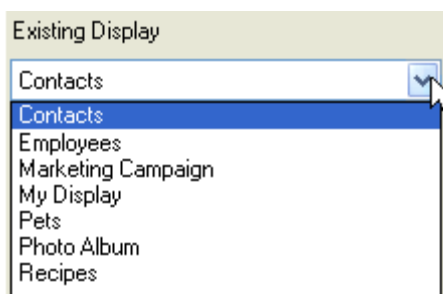 Existing Display
Contacts
Contacts
Employees
Marketing Campaign
My Display
Pets
Photo Album
Recipes